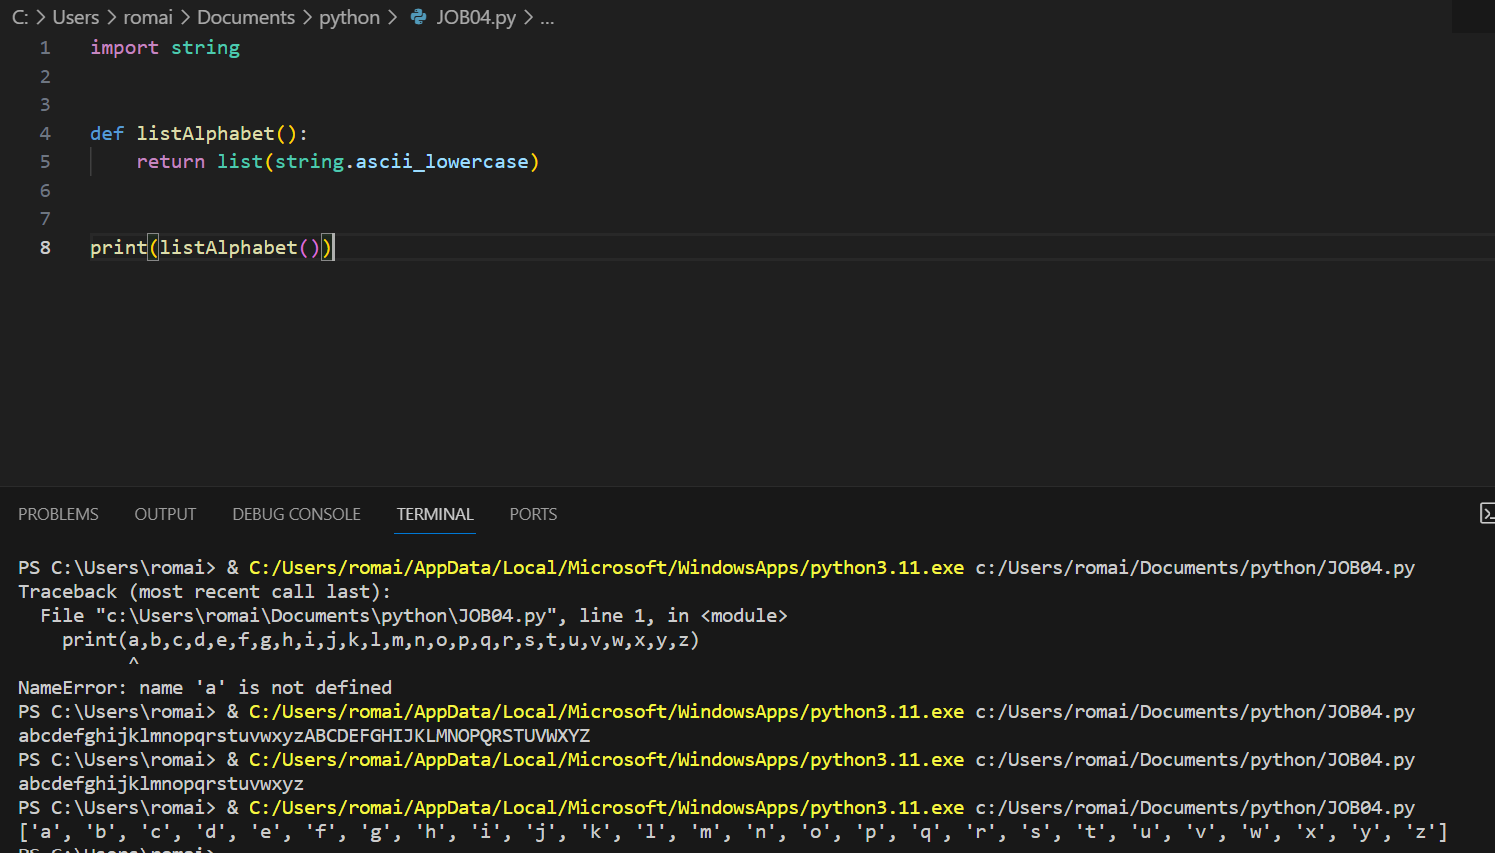 C: > Users > romai > Documents > python > JOB04.py > ...
1 import string
2
3
4 def listAlphabet():
5     return list(string.ascii_lowercase)
6
7
8 print(listAlphabet())
PROBLEMS OUTPUT DEBUG CONSOLE TERMINAL PORTS
PS C:\Users\romai> & C:/Users/romai/AppData/Local/Microsoft/WindowsApps/python3.11.exe c:/Users/romai/Documents/python/JOB04.py
Traceback (most recent call last):
  File "c:\Users\romai\Documents\python\JOB04.py", line 1, in <module>
    print(a,b,c,d,e,f,g,h,i,j,k,l,m,n,o,p,q,r,s,t,u,v,w,x,y,z)
          ^
NameError: name 'a' is not defined
PS C:\Users\romai> & C:/Users/romai/AppData/Local/Microsoft/WindowsApps/python3.11.exe c:/Users/romai/Documents/python/JOB04.py
abcdefghijklmnopqrstuvwxyzABCDEFGHIJKLMNOPQRSTUVWXYZ
PS C:\Users\romai> & C:/Users/romai/AppData/Local/Microsoft/WindowsApps/python3.11.exe c:/Users/romai/Documents/python/JOB04.py
abcdefghijklmnopqrstuvwxyz
PS C:\Users\romai> & C:/Users/romai/AppData/Local/Microsoft/WindowsApps/python3.11.exe c:/Users/romai/Documents/python/JOB04.py
['a', 'b', 'c', 'd', 'e', 'f', 'g', 'h', 'i', 'j', 'k', 'l', 'm', 'n', 'o', 'p', 'q', 'r', 's', 't', 'u', 'v', 'w', 'x', 'y', 'z']
PS C:\Users\romai>